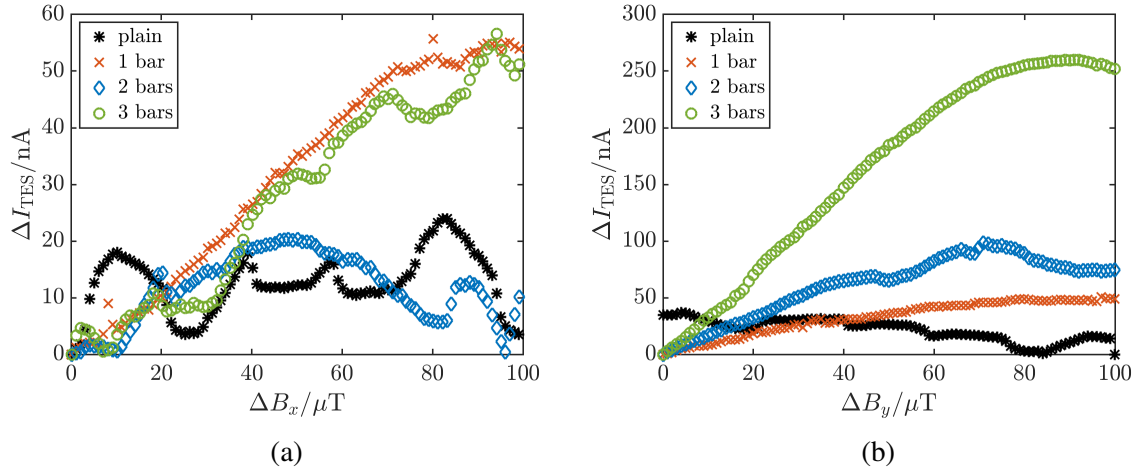 60
50
40
30
20
10
0
ΔI_TES/nA
plain
1 bar
2 bars
3 bars
0 20 40 60 80 100
ΔB_x/μT
(a)
300
250
200
150
100
50
0
ΔI_TES/nA
plain
1 bar
2 bars
3 bars
0 20 40 60 80 100
ΔB_y/μT
(b)